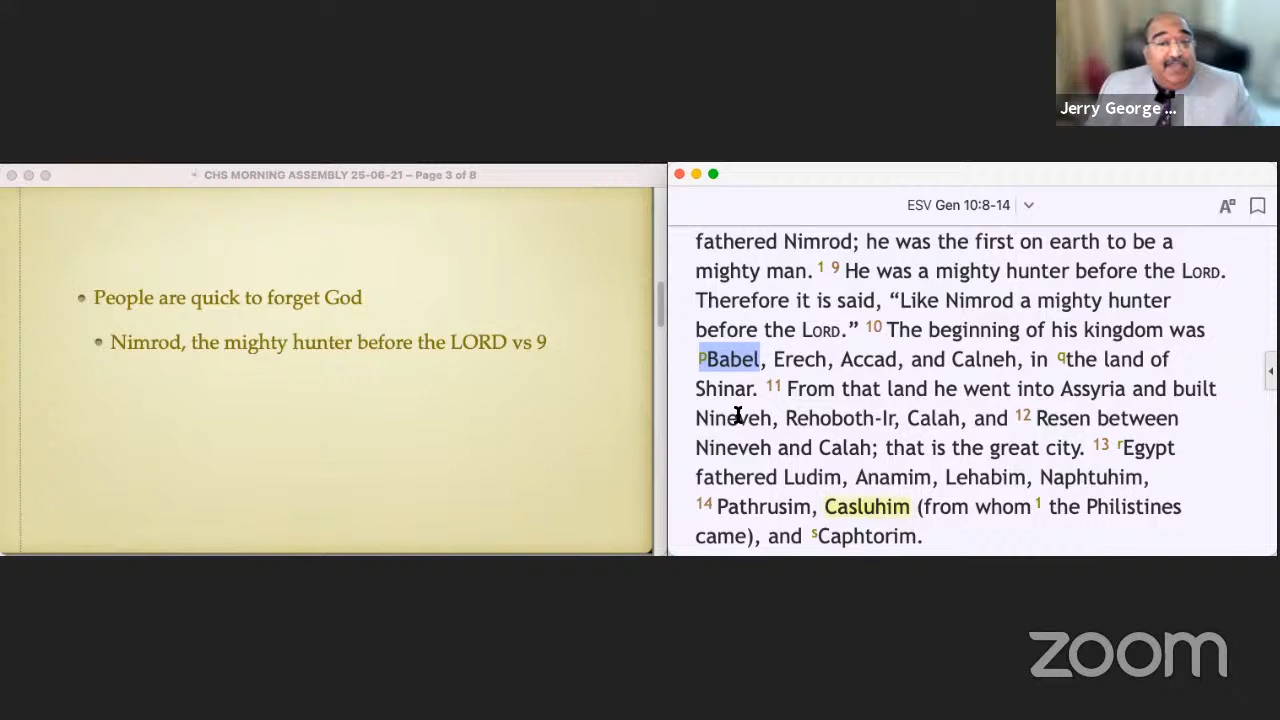 Jerry George ...
CHS MORNING ASSEMBLY 25-06-21 – Page 3 of 8
• People are quick to forget God
• Nimrod, the mighty hunter before the LORD vs 9
ESV Gen 10:8-14
fathered Nimrod; he was the first on earth to be a
mighty man. 1 9 He was a mighty hunter before the LORD.
Therefore it is said, “Like Nimrod a mighty hunter
before the LORD.” 10 The beginning of his kingdom was
pBabel, Erech, Accad, and Calneh, in qthe land of
Shinar. 11 From that land he went into Assyria and built
Nineveh, Rehoboth-Ir, Calah, and 12 Resen between
Nineveh and Calah; that is the great city. 13 rEgypt
fathered Ludim, Anamim, Lehabim, Naphtuhim,
14 Pathrusim, Casluhim (from whom 1 the Philistines
came), and sCaphtorim.
zoom